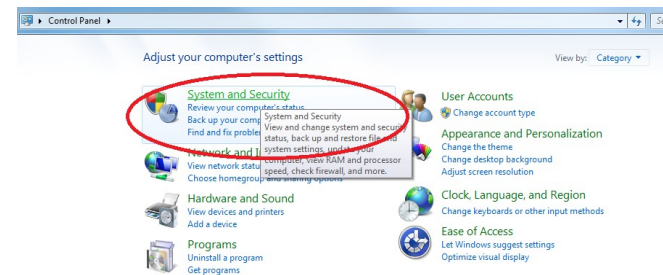 Control Panel
Adjust your computer's settings
View by: Category
System and Security
Review your computer's status
Back up your comp
Find and fix proble
System and Security
View and change system and security
status, back up and restore file and
system settings, update your
computer, view RAM and processor
speed, check firewall, and more.
Network and I
View network statu
Choose homegroup and sharing options
Hardware and Sound
View devices and printers
Add a device
Programs
Uninstall a program
Get programs
User Accounts
Change account type
Appearance and Personalization
Change the theme
Change desktop background
Adjust screen resolution
Clock, Language, and Region
Change keyboards or other input methods
Ease of Access
Let Windows suggest settings
Optimize visual display